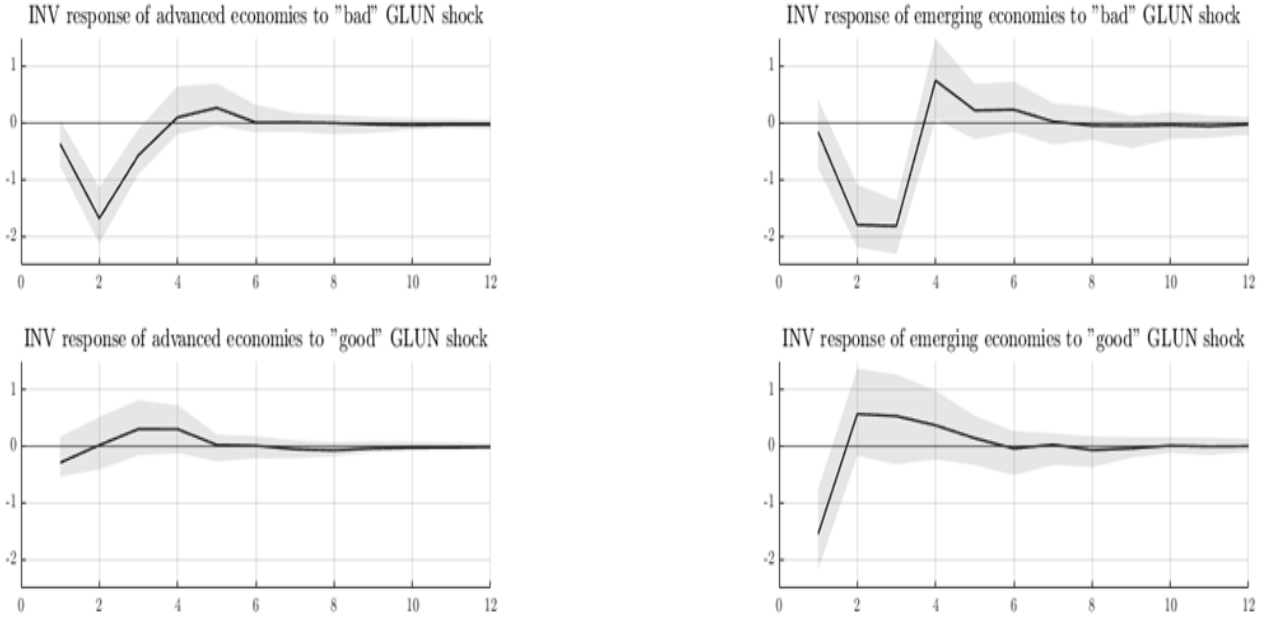 INV response of advanced economies to "bad" GLUN shock
1
0
-1
-2
0 2 4 6 8 10 12
INV response of emerging economies to "bad" GLUN shock
1
0
-1
-2
0 2 4 6 8 10 12
INV response of advanced economies to "good" GLUN shock
1
0
-1
-2
0 2 4 6 8 10 12
INV response of emerging economies to "good" GLUN shock
1
0
-1
-2
0 2 4 6 8 10 12